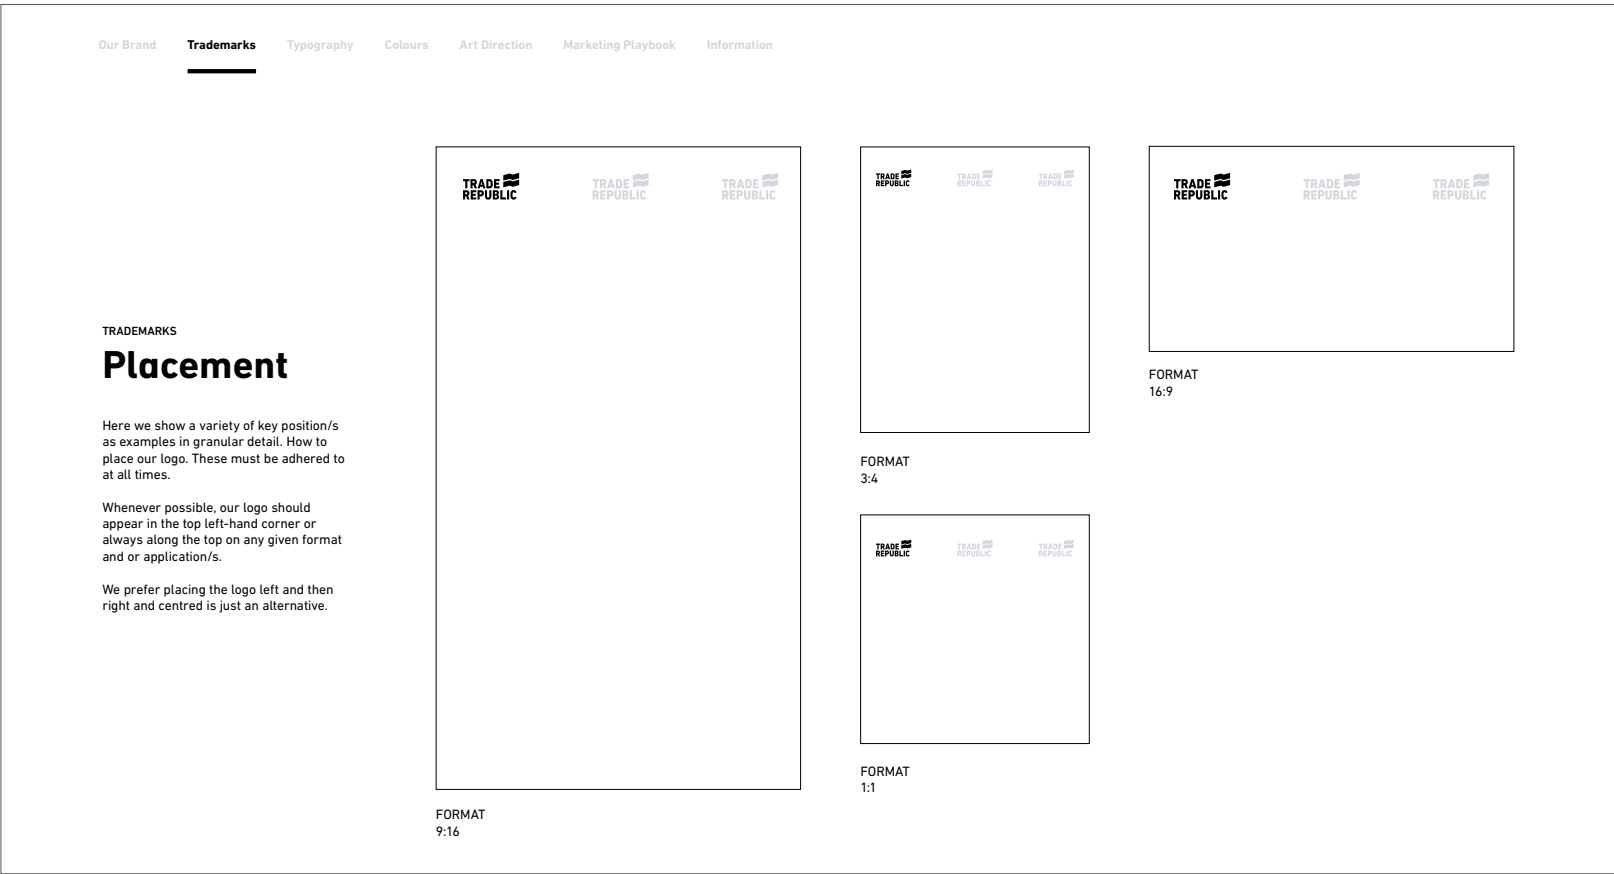 Our Brand Trademarks Typography Colours Art Direction Marketing Playbook Information
TRADEMARKS
Placement
Here we show a variety of key position/s
as examples in granular detail. How to
place our logo. These must be adhered to
at all times.
Whenever possible, our logo should
appear in the top left-hand corner or
always along the top on any given format
and or application/s.
We prefer placing the logo left and then
right and centred is just an alternative.
TRADE TRADE TRADE
REPUBLIC REPUBLIC REPUBLIC
FORMAT
9:16
TRADE TRADE TRADE
REPUBLIC REPUBLIC REPUBLIC
FORMAT
3:4
TRADE TRADE TRADE
REPUBLIC REPUBLIC REPUBLIC
FORMAT
1:1
TRADE TRADE TRADE
REPUBLIC REPUBLIC REPUBLIC
FORMAT
16:9